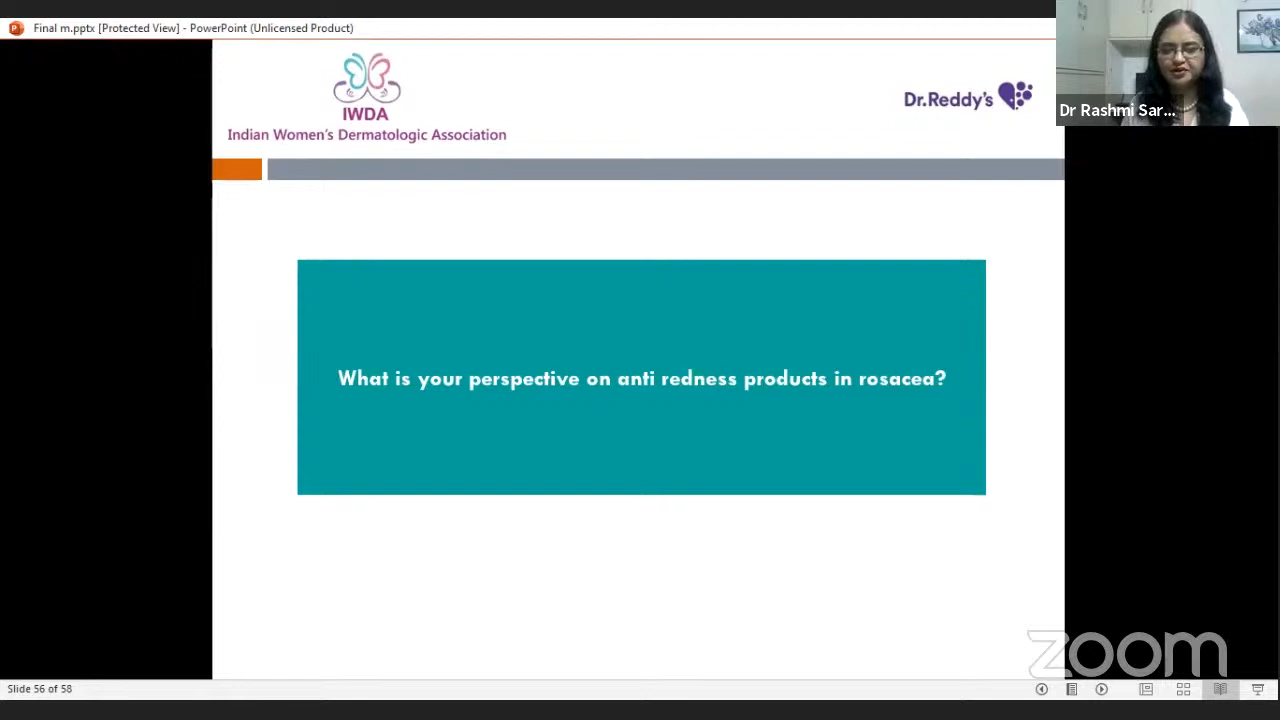 Final m.pptx [Protected View] - PowerPoint (Unlicensed Product)
IWDA
Indian Women's Dermatologic Association
Dr.Reddy's
Dr Rashmi Sar...
What is your perspective on anti redness products in rosacea?
zoom
Slide 56 of 58